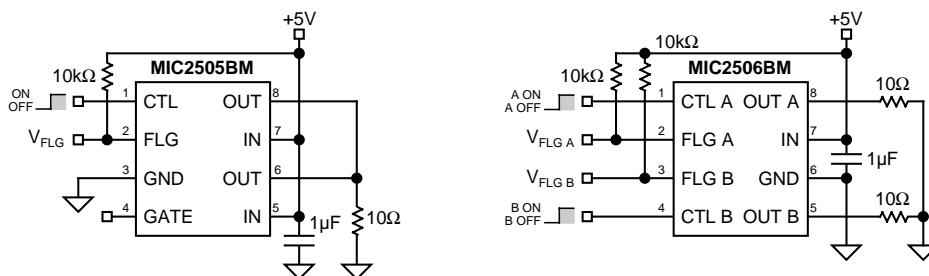 +5V
10kΩ
MIC2505BM
ON
OFF
1 CTL OUT 8
V_FLG 2 FLG IN 7
3 GND OUT 6
4 GATE IN 5
1µF
10Ω
+5V
10kΩ
10kΩ
MIC2506BM
A ON
A OFF
1 CTL A OUT A 8
10Ω
V_FLG A 2 FLG A IN 7
1µF
V_FLG B 3 FLG B GND 6
10Ω
B ON
B OFF
4 CTL B OUT B 5